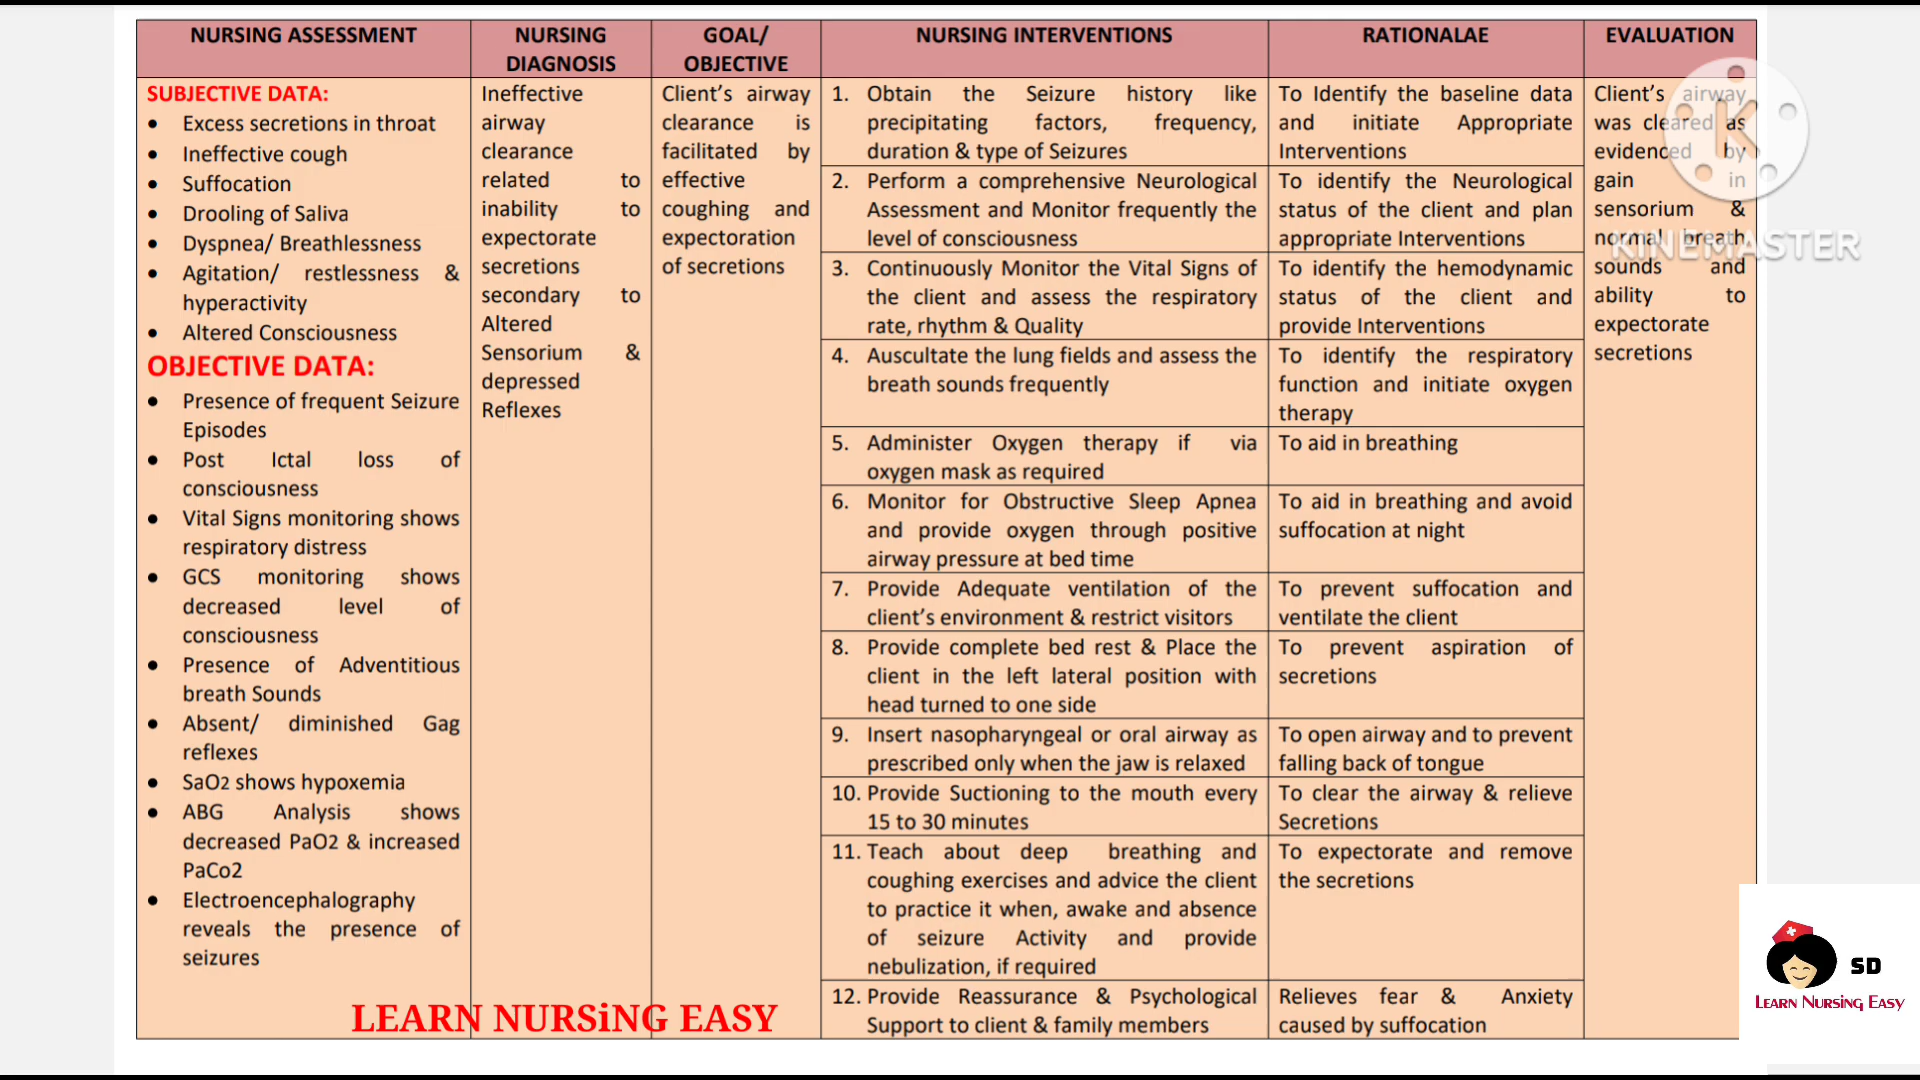 NURSING ASSESSMENT
NURSING
DIAGNOSIS
GOAL/
OBJECTIVE
NURSING INTERVENTIONS
RATIONALAE
EVALUATION
SUBJECTIVE DATA:
• Excess secretions in throat
• Ineffective cough
• Suffocation
• Drooling of Saliva
• Dyspnea/ Breathlessness
• Agitation/ restlessness &
hyperactivity
• Altered Consciousness
OBJECTIVE DATA:
• Presence of frequent Seizure
Episodes
• Post Ictal loss of
consciousness
• Vital Signs monitoring shows
respiratory distress
• GCS monitoring shows
decreased level of
consciousness
• Presence of Adventitious
breath Sounds
• Absent/ diminished Gag
reflexes
• SaO2 shows hypoxemia
• ABG Analysis shows
decreased PaO2 & increased
PaCo2
• Electroencephalography
reveals the presence of
seizures
Ineffective
airway
clearance
related to
inability to
expectorate
secretions
secondary to
Altered
Sensorium &
depressed
Reflexes
Client's airway
clearance is
facilitated by
effective
coughing and
expectoration
of secretions
1. Obtain the Seizure history like
precipitating factors, frequency,
duration & type of Seizures
To Identify the baseline data
and initiate Appropriate
Interventions
2. Perform a comprehensive Neurological
Assessment and Monitor frequently the
level of consciousness
To identify the Neurological
status of the client and plan
appropriate Interventions
3. Continuously Monitor the Vital Signs of
the client and assess the respiratory
rate, rhythm & Quality
To identify the hemodynamic
status of the client and
provide Interventions
4. Auscultate the lung fields and assess the
breath sounds frequently
To identify the respiratory
function and initiate oxygen
therapy
5. Administer Oxygen therapy if via
oxygen mask as required
To aid in breathing
6. Monitor for Obstructive Sleep Apnea
and provide oxygen through positive
airway pressure at bed time
To aid in breathing and avoid
suffocation at night
7. Provide Adequate ventilation of the
client's environment & restrict visitors
To prevent suffocation and
ventilate the client
8. Provide complete bed rest & Place the
client in the left lateral position with
head turned to one side
To prevent aspiration of
secretions
9. Insert nasopharyngeal or oral airway as
prescribed only when the jaw is relaxed
To open airway and to prevent
falling back of tongue
10. Provide Suctioning to the mouth every
15 to 30 minutes
To clear the airway & relieve
Secretions
11. Teach about deep breathing and
coughing exercises and advice the client
to practice it when, awake and absence
of seizure Activity and provide
nebulization, if required
To expectorate and remove
the secretions
12. Provide Reassurance & Psychological
Support to client & family members
Relieves fear & Anxiety
caused by suffocation
Client's airway
was cleared as
evidenced by
gain in
sensorium &
normal breath
sounds and
ability to
expectorate
secretions
K
KINEMASTER
LEARN NURSiNG EASY
SD
LEARN NURSiNG EASY